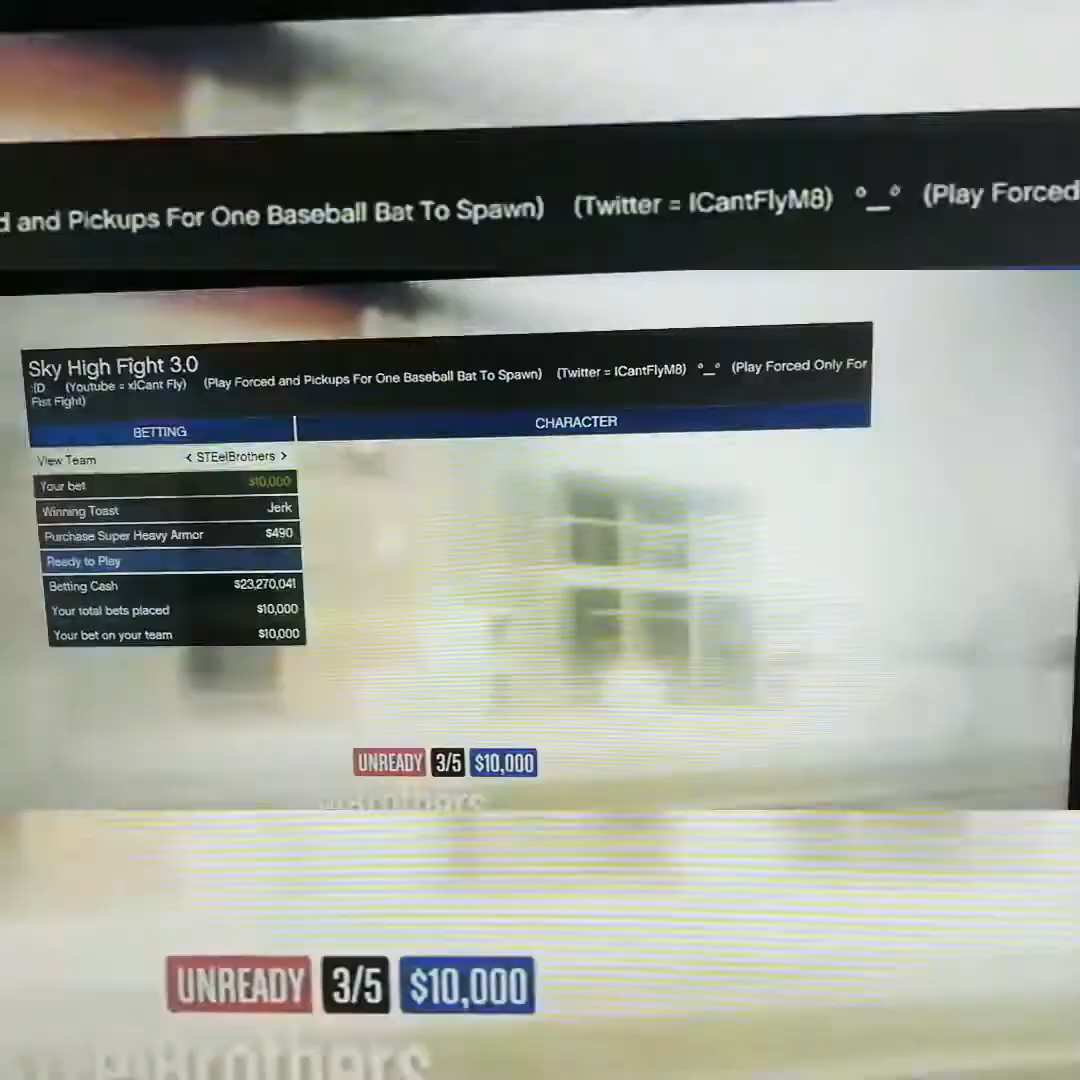 d and Pickups For One Baseball Bat To Spawn) (Twitter = ICantFlyM8) °_° (Play Forced
Sky High Fight 3.0
:(D (Youtube = xICant Fly) (Play Forced and Pickups For One Baseball Bat To Spawn) (Twitter = ICantFlyM8) °_° (Play Forced Only For
Fist Fight)
BETTING CHARACTER
View Team < STEelBrothers >
Your bet $10,000
Winning Toast Jerk
Purchase Super Heavy Armor $490
Ready to Play
Betting Cash $23,270,041
Your total bets placed $10,000
Your bet on your team $10,000
UNREADY 3/5 $10,000
UNREADY 3/5 $10,000
elBrothers